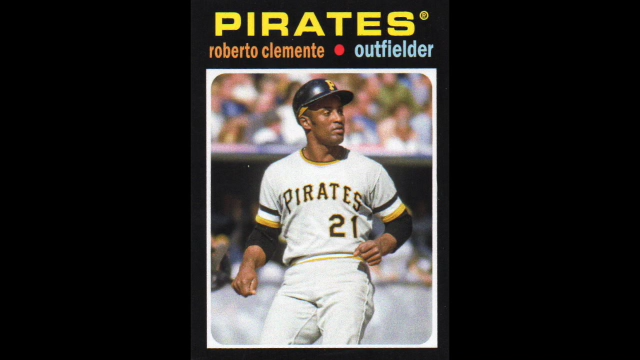 PIRATES®
roberto clemente • outfielder
P
PIRATES
21